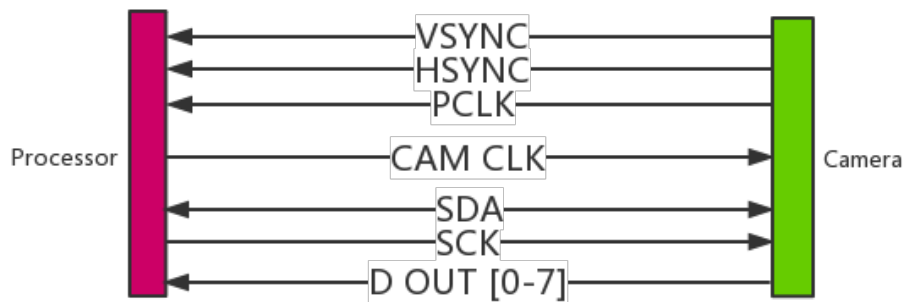 VSYNC
HSYNC
PCLK
Processor
CAM CLK
Camera
SDA
SCK
D OUT [0-7]